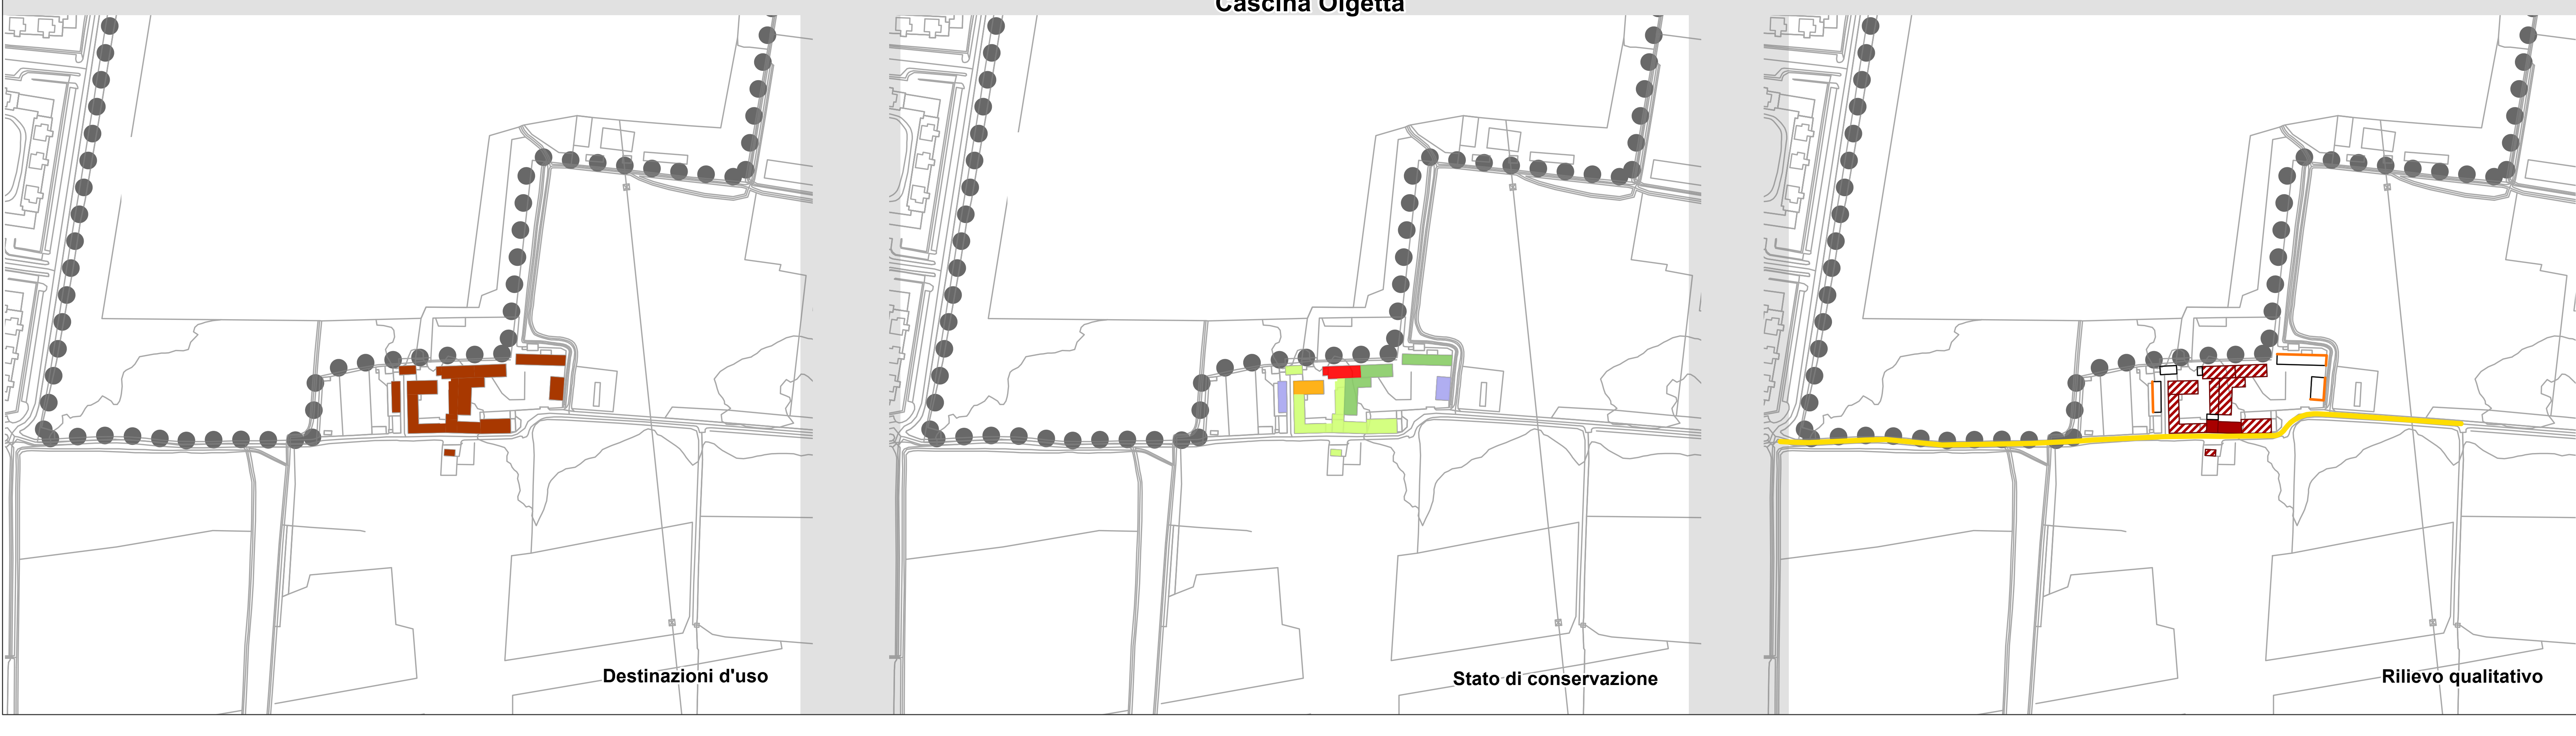 Cascina Olgetta
Destinazioni d'uso
Stato di conservazione
Rilievo qualitativo